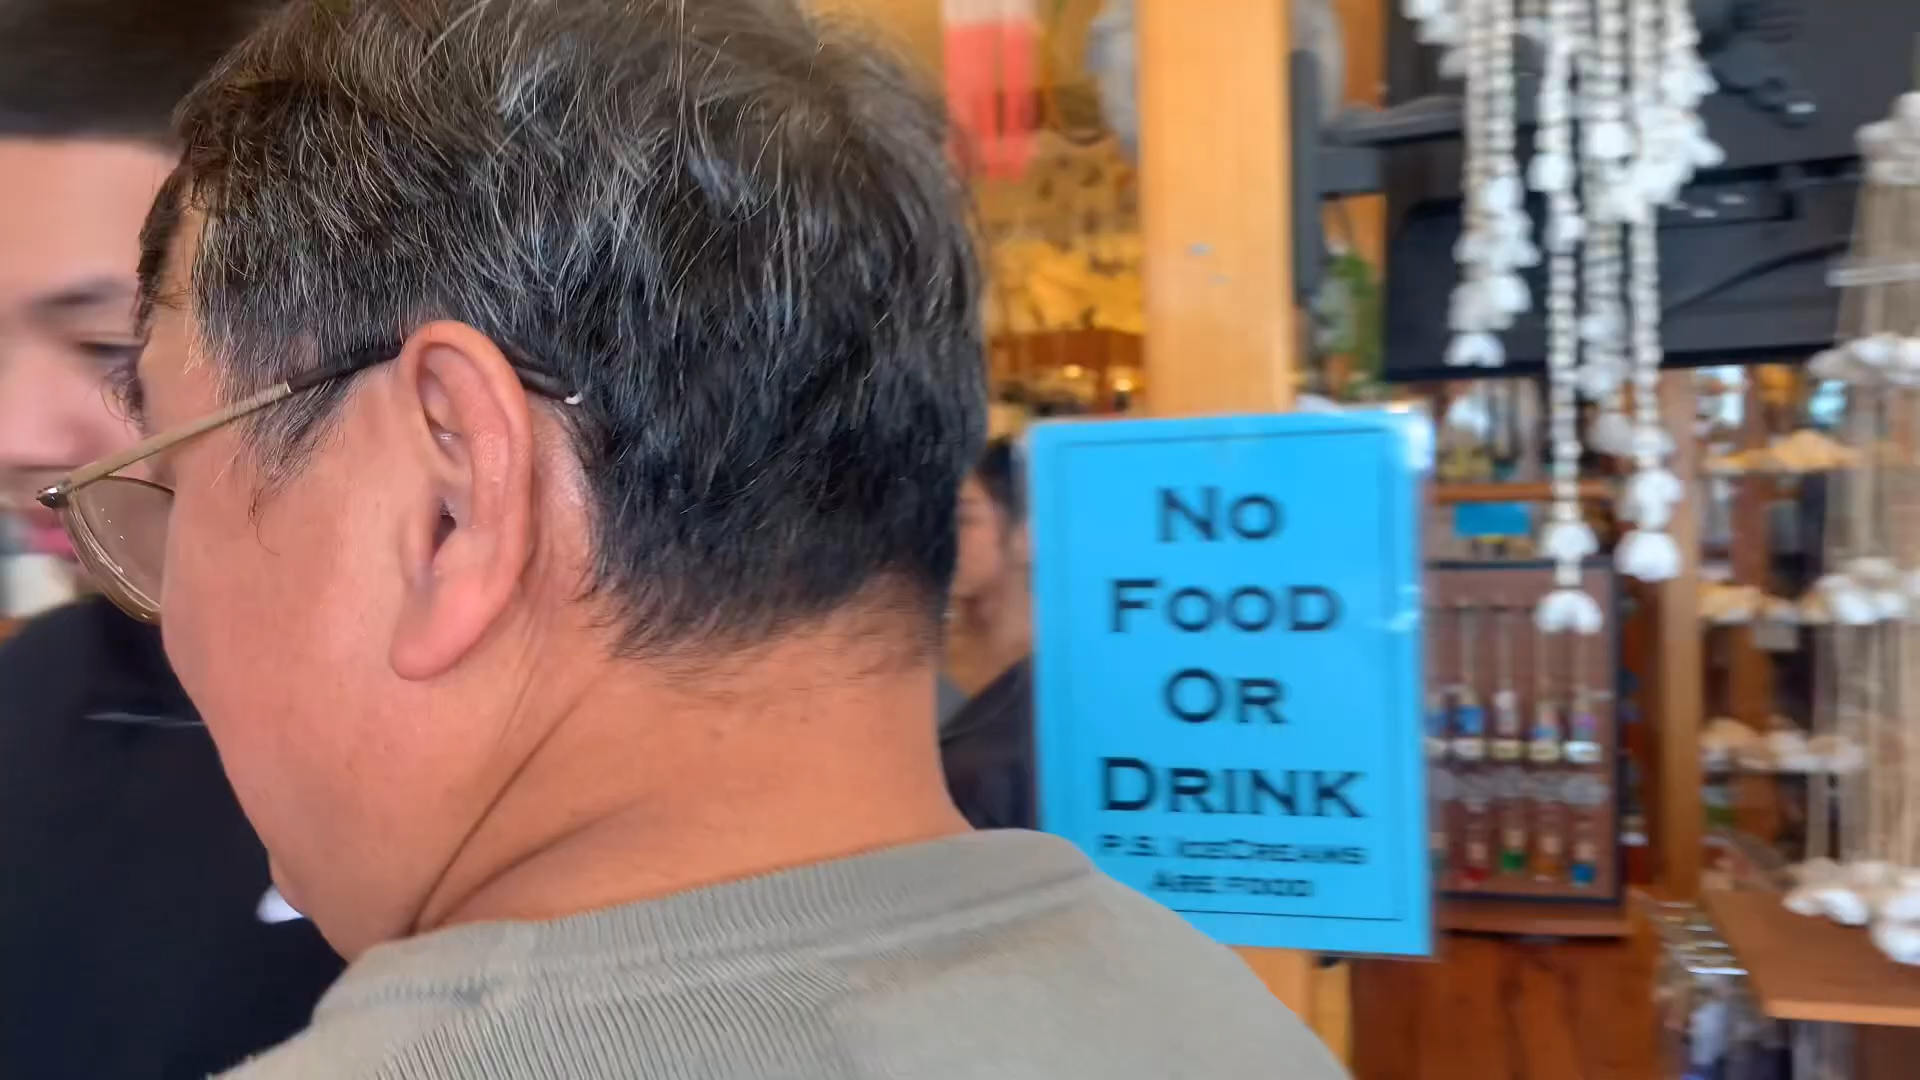 No
Food
Or
Drink
P.S. IceCreams
Are food